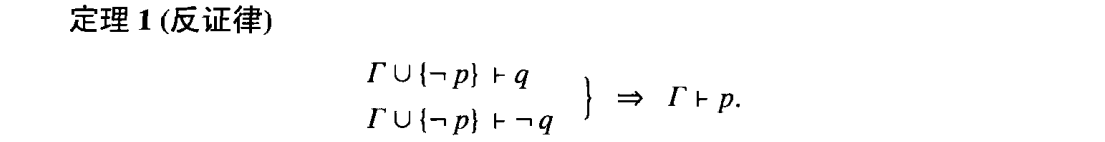 定理 1 (反证律)
Γ ∪ {¬ p} ⊢ q
Γ ∪ {¬ p} ⊢ ¬ q } ⇒ Γ ⊢ p.